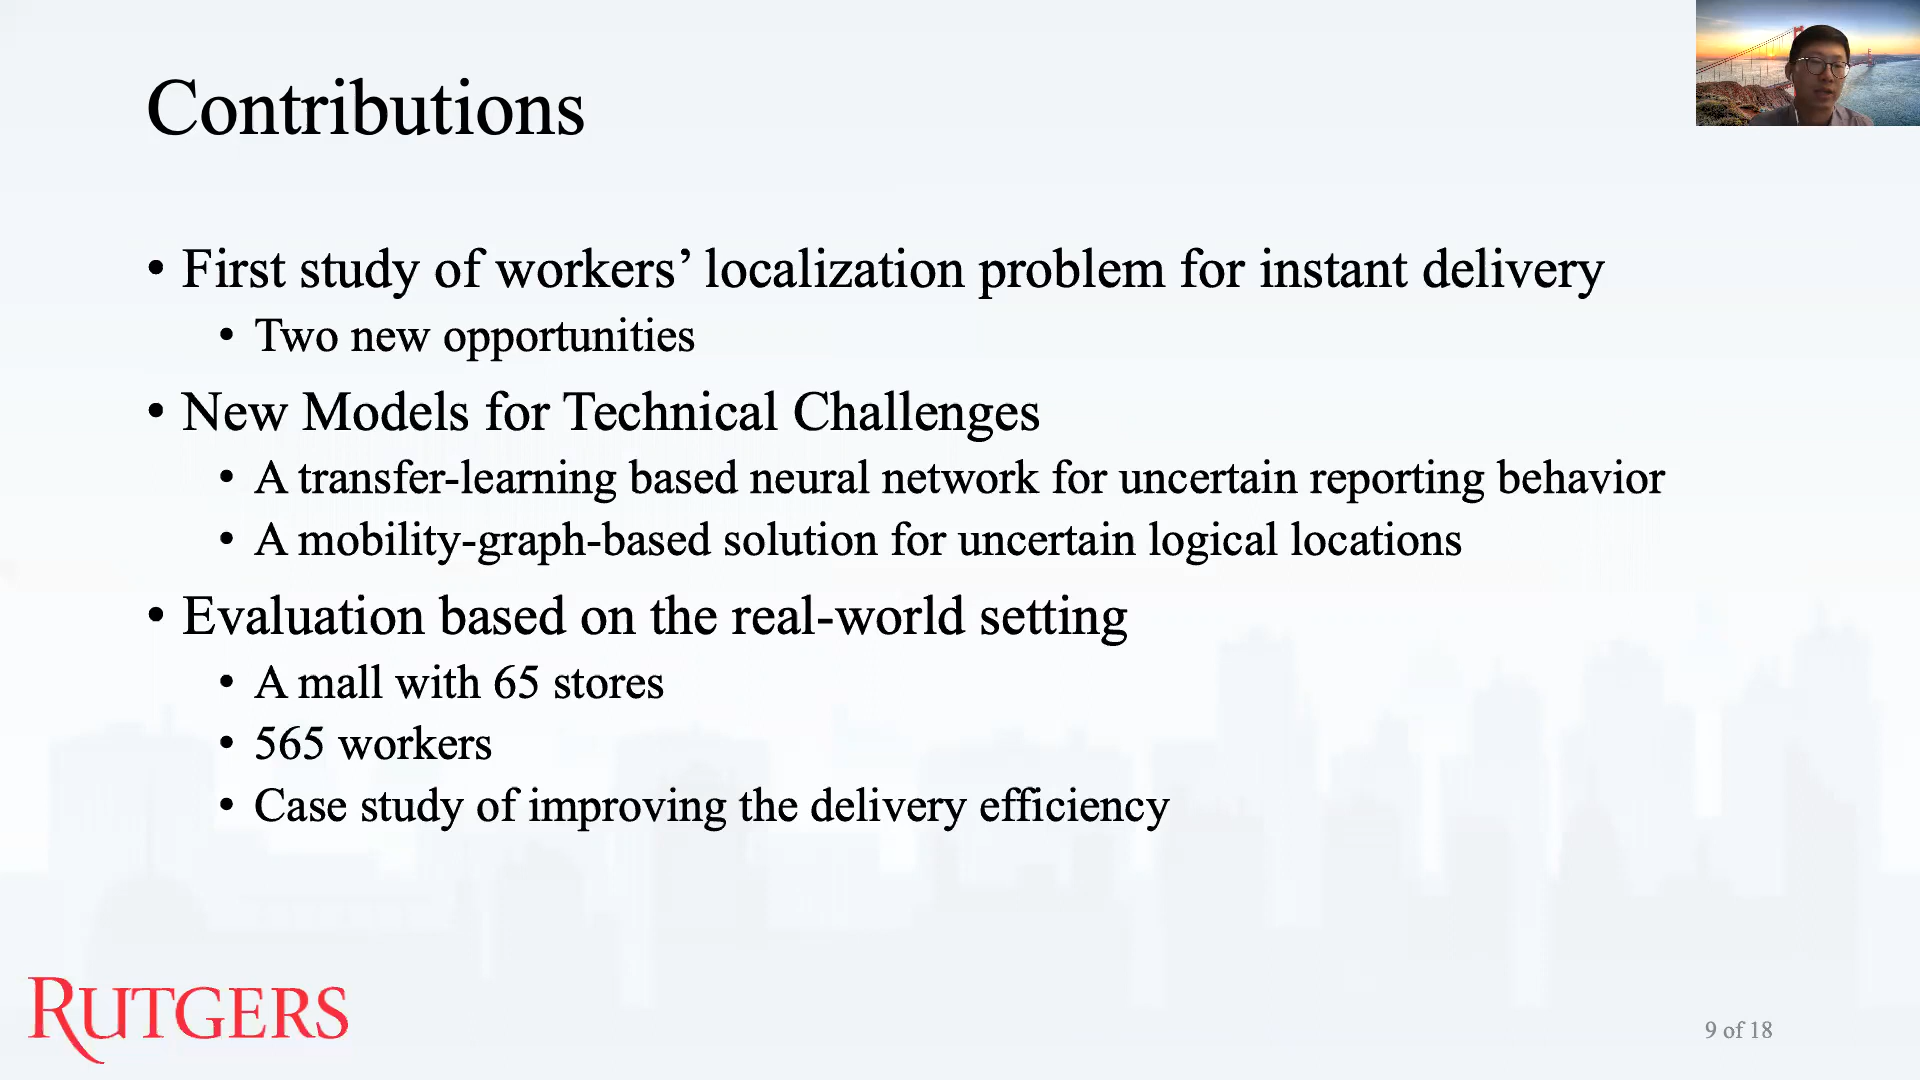 Contributions
• First study of workers’ localization problem for instant delivery
• Two new opportunities
• New Models for Technical Challenges
• A transfer-learning based neural network for uncertain reporting behavior
• A mobility-graph-based solution for uncertain logical locations
• Evaluation based on the real-world setting
• A mall with 65 stores
• 565 workers
• Case study of improving the delivery efficiency
RUTGERS
9 of 18